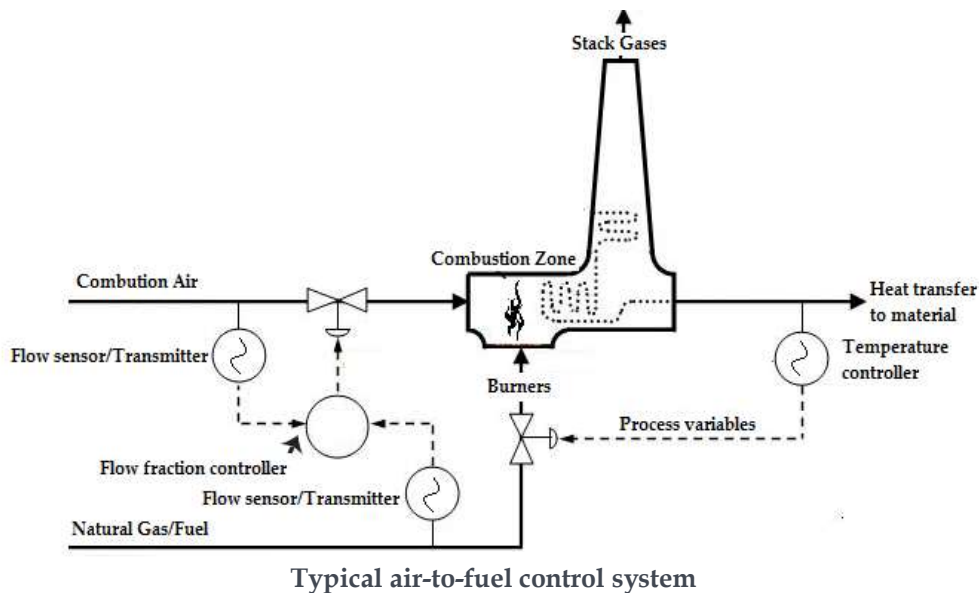 Stack Gases
Combustion Zone
Combution Air
Heat transfer
to material
Flow sensor/Transmitter
Temperature
controller
Burners
Process variables
Flow fraction controller
Flow sensor/Transmitter
Natural Gas/Fuel
Typical air-to-fuel control system